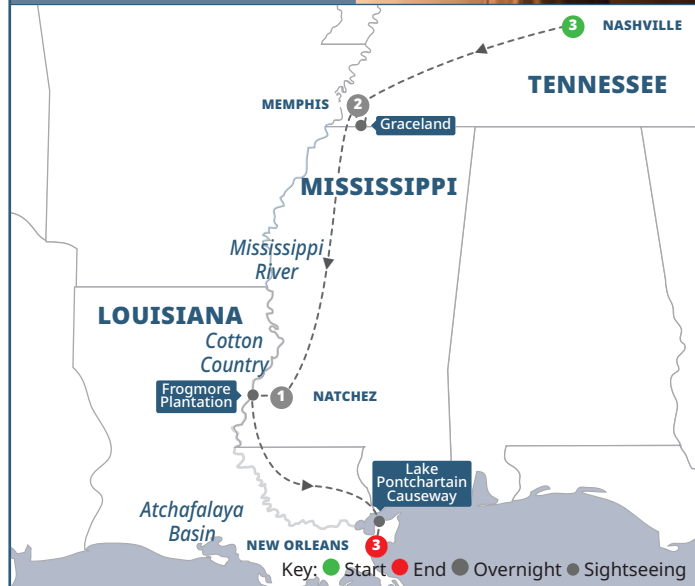 3 NASHVILLE
TENNESSEE
MEMPHIS 2
Graceland
MISSISSIPPI
Mississippi
River
LOUISIANA
Cotton
Country
Frogmore
Plantation
1 NATCHEZ
Lake
Pontchartain
Causeway
Atchafalaya
Basin
NEW ORLEANS 3
Key: Start End Overnight Sightseeing